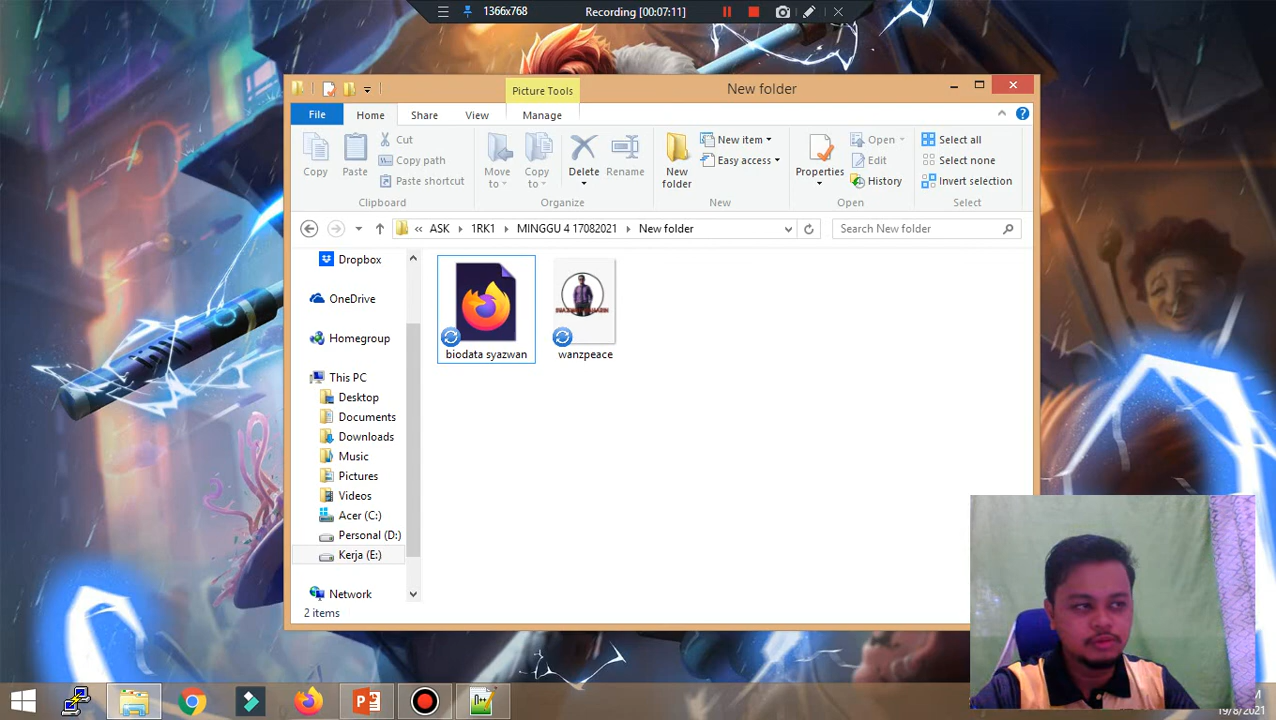 1366x768
Recording [00:07:11]
Picture Tools
New folder
File
Home
Share
View
Manage
Copy
Paste
Cut
Copy path
Paste shortcut
Clipboard
Move to
Copy to
Delete
Rename
Organize
New folder
New item
Easy access
New
Properties
Open
Edit
History
Open
Select all
Select none
Invert selection
Select
« ASK 1RK1 MINGGU 4 17082021 New folder
Search New folder
Dropbox
OneDrive
Homegroup
This PC
Desktop
Documents
Downloads
Music
Pictures
Videos
Acer (C:)
Personal (D:)
Kerja (E:)
Network
biodata syazwan
wanzpeace
2 items
19/8/2021